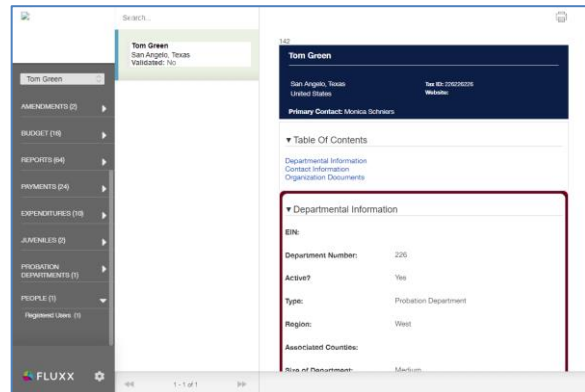 Search...
Tom Green
AMENDMENTS (2)
BUDGET (16)
REPORTS (64)
PAYMENTS (24)
EXPENDITURES (10)
JUVENILES (2)
PROBATION
DEPARTMENTS (1)
PEOPLE (1)
Registered Users (1)
FLUXX
Tom Green
San Angelo, Texas
Validated: No
1 - 1 of 1
142
Tom Green
San Angelo, Texas
United States
Tax ID: 226226226
Website:
Primary Contact: Monica Schniers
Table Of Contents
Departmental Information
Contact Information
Organization Documents
Departmental Information
EIN:
Department Number: 226
Active? Yes
Type: Probation Department
Region: West
Associated Counties:
Size of Department: Medium